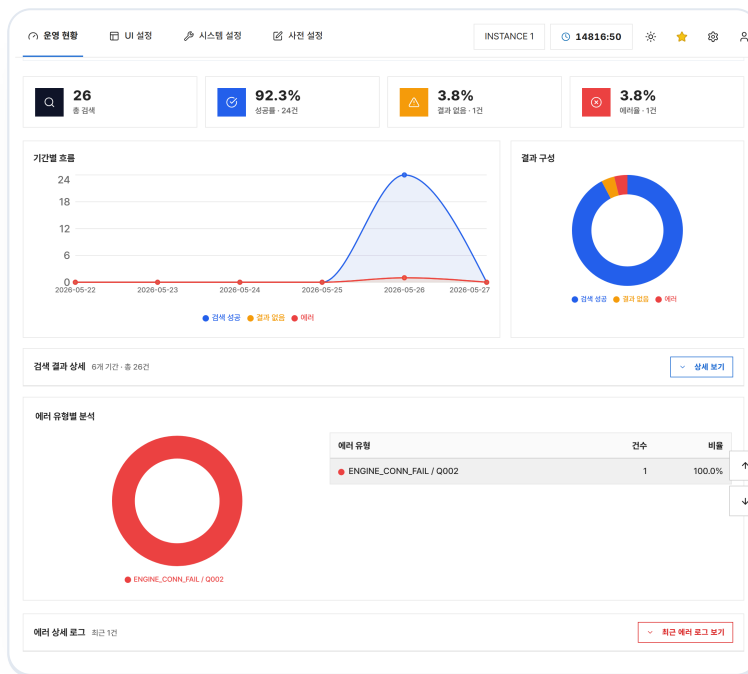 운영 현황 UI 설정 시스템 설정 사전 설정 INSTANCE 1 14816:50
26
총 검색
92.3%
성공률 · 24건
3.8%
결과 없음 · 1건
3.8%
에러율 · 1건
기간별 흐름
24
18
12
6
0
2026-05-22 2026-05-23 2026-05-24 2026-05-25 2026-05-26 2026-05-27
검색 성공 결과 없음 에러
결과 구성
검색 성공 결과 없음 에러
검색 결과 상세 6개 기간 · 총 26건 상세 보기
에러 유형별 분석
ENGINE_CONN_FAIL / Q002
에러 유형 건수 비율
ENGINE_CONN_FAIL / Q002 1 100.0%
에러 상세 로그 최근 1건 최근 에러 로그 보기